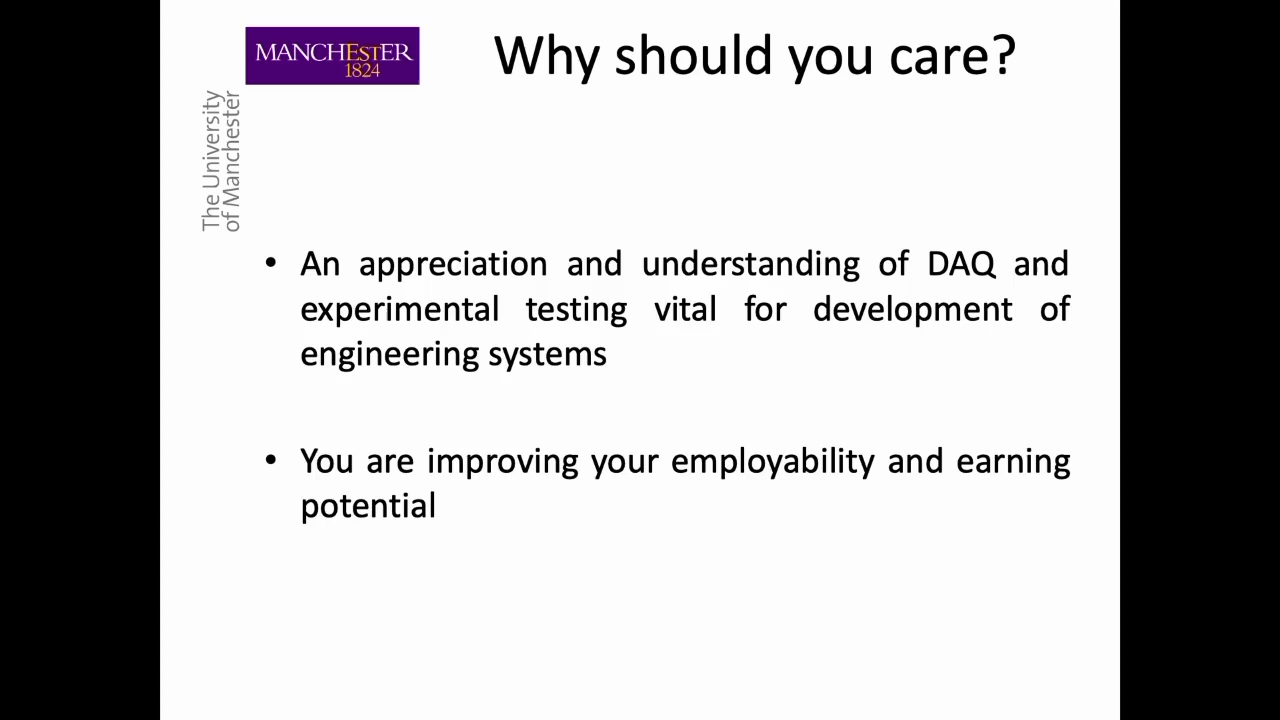 MANCHESTER
1824
The University
of Manchester
Why should you care?
• An appreciation and understanding of DAQ and
experimental testing vital for development of
engineering systems
• You are improving your employability and earning
potential